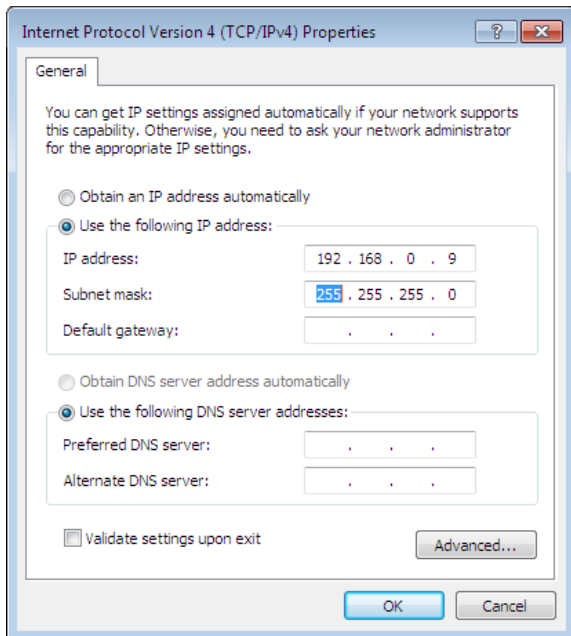 Internet Protocol Version 4 (TCP/IPv4) Properties
General
You can get IP settings assigned automatically if your network supports
this capability. Otherwise, you need to ask your network administrator
for the appropriate IP settings.
Obtain an IP address automatically
Use the following IP address:
IP address: 192 . 168 . 0 . 9
Subnet mask: 255 . 255 . 255 . 0
Default gateway: . . .
Obtain DNS server address automatically
Use the following DNS server addresses:
Preferred DNS server: . . .
Alternate DNS server: . . .
Validate settings upon exit
Advanced...
OK Cancel